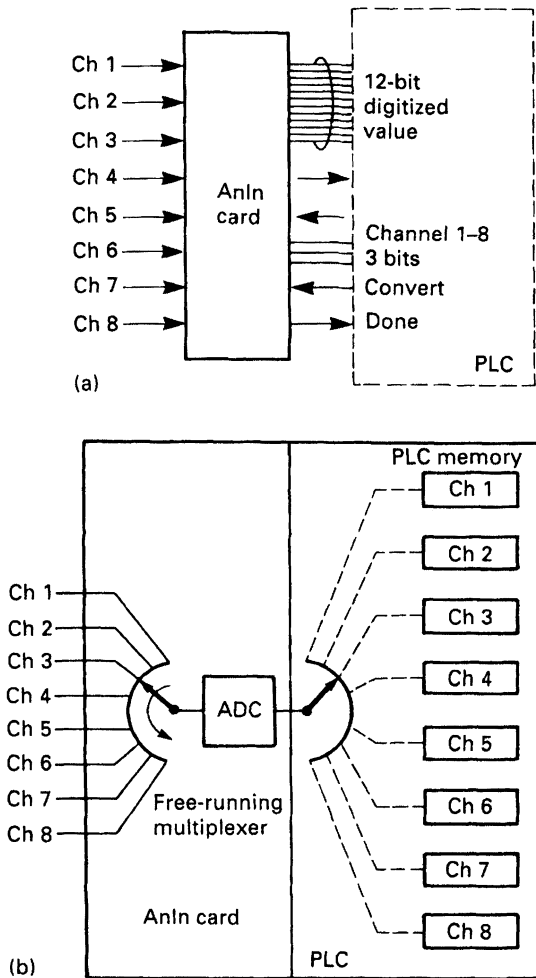 Ch 1
Ch 2
Ch 3
Ch 4
Ch 5
Ch 6
Ch 7
Ch 8
AnIn
card
12-bit
digitized
value
Channel 1–8
3 bits
Convert
Done
PLC
(a)
PLC memory
Ch 1
Ch 2
Ch 3
Ch 4
Ch 5
Ch 6
Ch 7
Ch 8
ADC
Free-running
multiplexer
AnIn card
Ch 1
Ch 2
Ch 3
Ch 4
Ch 5
Ch 6
Ch 7
Ch 8
PLC
(b)